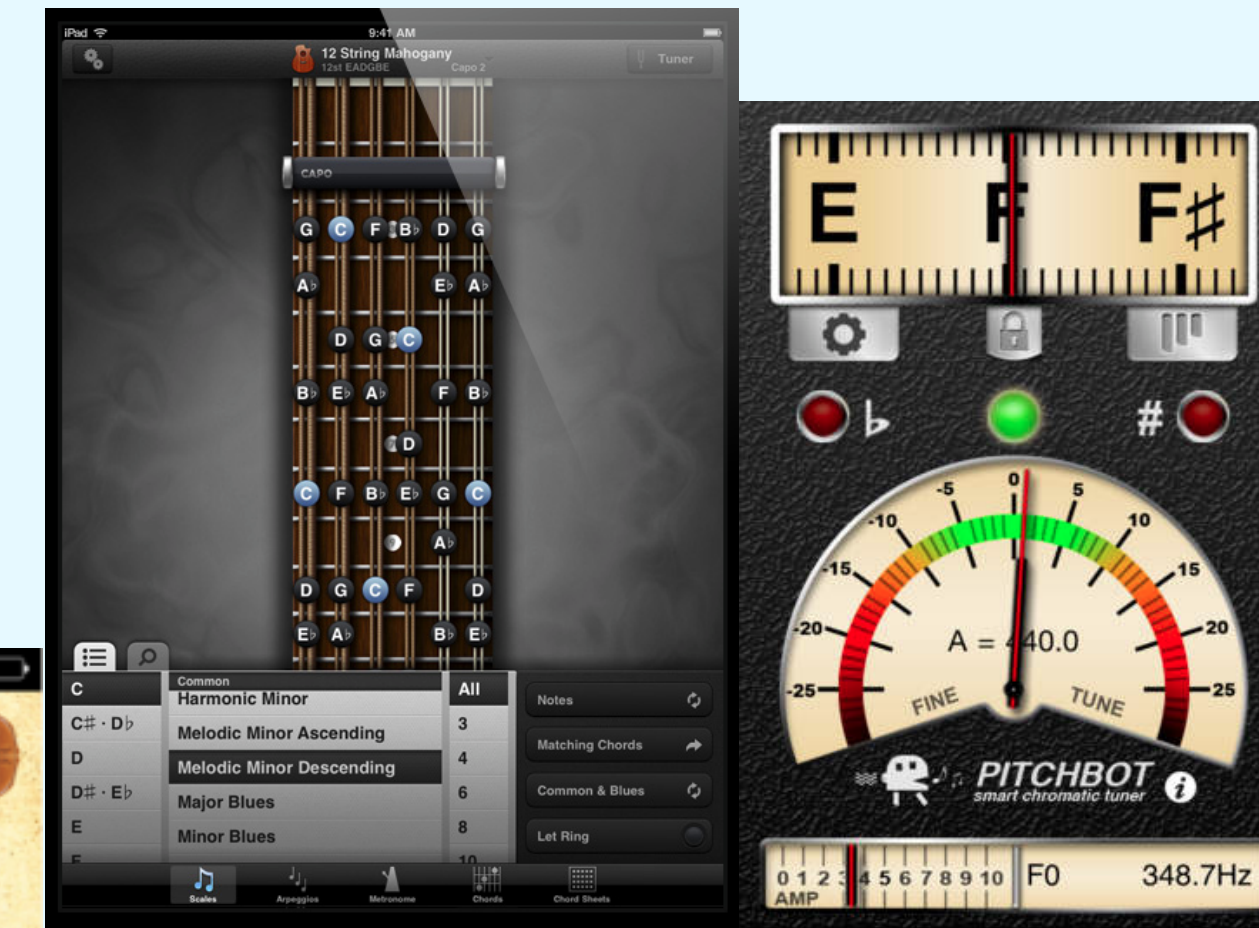 iPad 9:41 AM
12 String Mahogany
12st EADGBE Capo 2
Tuner
CAPO
G C F B♭ D G
A♭ E♭ A♭
D G C
B♭ E♭ A♭ F B♭
D
C F B♭ E♭ G C
A♭
D G C F D
E♭ A♭ B♭ E♭
Common
C
C♯ · D♭
D
D♯ · E♭
E
F
Harmonic Minor
Melodic Minor Ascending
Melodic Minor Descending
Major Blues
Minor Blues
All
3
4
6
8
10
Notes
Matching Chords
Common & Blues
Let Ring
Scales Arpeggios Metronome Chords Chord Sheets
E F F♯
♭ #
-25 -20 -15 -10 -5 0 5 10 15 20 25
A = 440.0
FINE TUNE
PITCHBOT
smart chromatic tuner
i
0 1 2 3 4 5 6 7 8 9 10
AMP
F0 348.7Hz